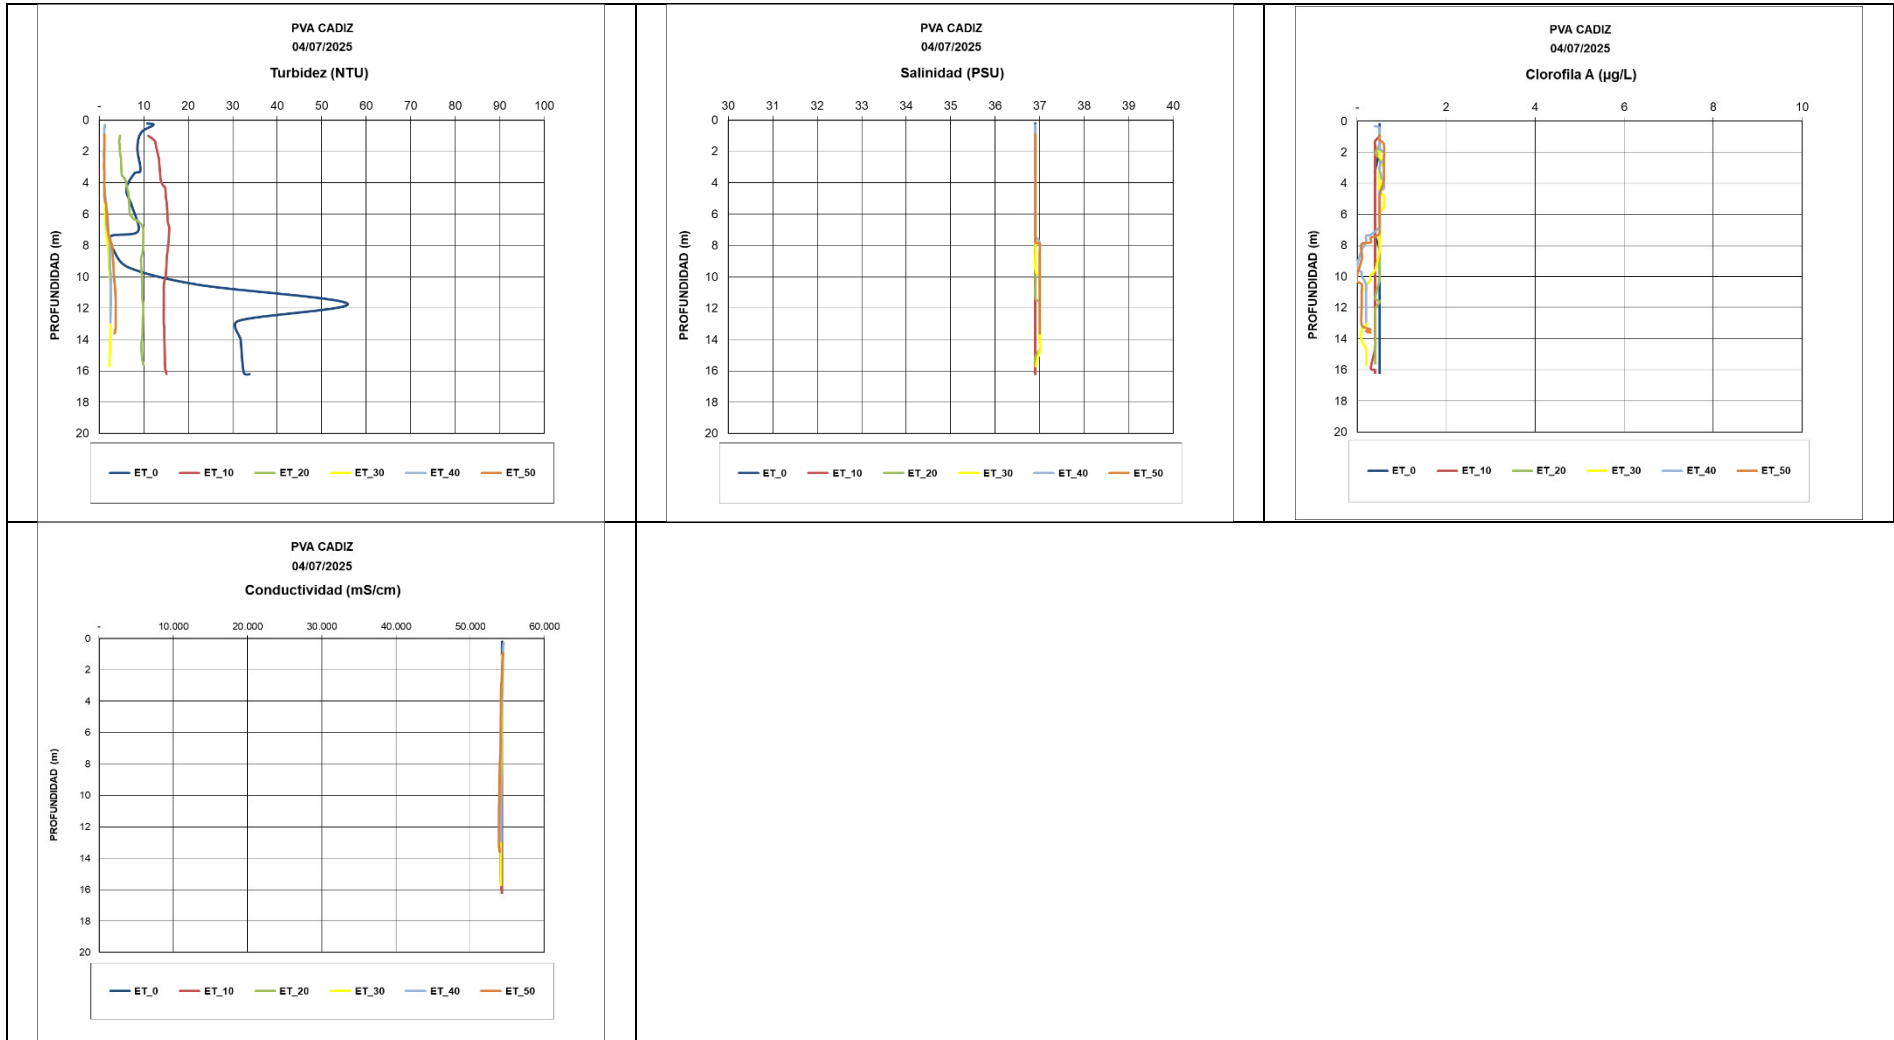 PVA CADIZ
04/07/2025
Turbidez (NTU)
- 10 20 30 40 50 60 70 80 90 100
0
2
4
6
8
10
12
14
16
18
20
PROFUNDIDAD (m)
ET_0 ET_10 ET_20 ET_30 ET_40 ET_50
PVA CADIZ
04/07/2025
Salinidad (PSU)
30 31 32 33 34 35 36 37 38 39 40
0
2
4
6
8
10
12
14
16
18
20
PROFUNDIDAD (m)
ET_0 ET_10 ET_20 ET_30 ET_40 ET_50
PVA CADIZ
04/07/2025
Clorofila A (µg/L)
- 2 4 6 8 10
0
2
4
6
8
10
12
14
16
18
20
PROFUNDIDAD (m)
ET_0 ET_10 ET_20 ET_30 ET_40 ET_50
PVA CADIZ
04/07/2025
Conductividad (mS/cm)
- 10.000 20.000 30.000 40.000 50.000 60.000
0
2
4
6
8
10
12
14
16
18
20
PROFUNDIDAD (m)
ET_0 ET_10 ET_20 ET_30 ET_40 ET_50